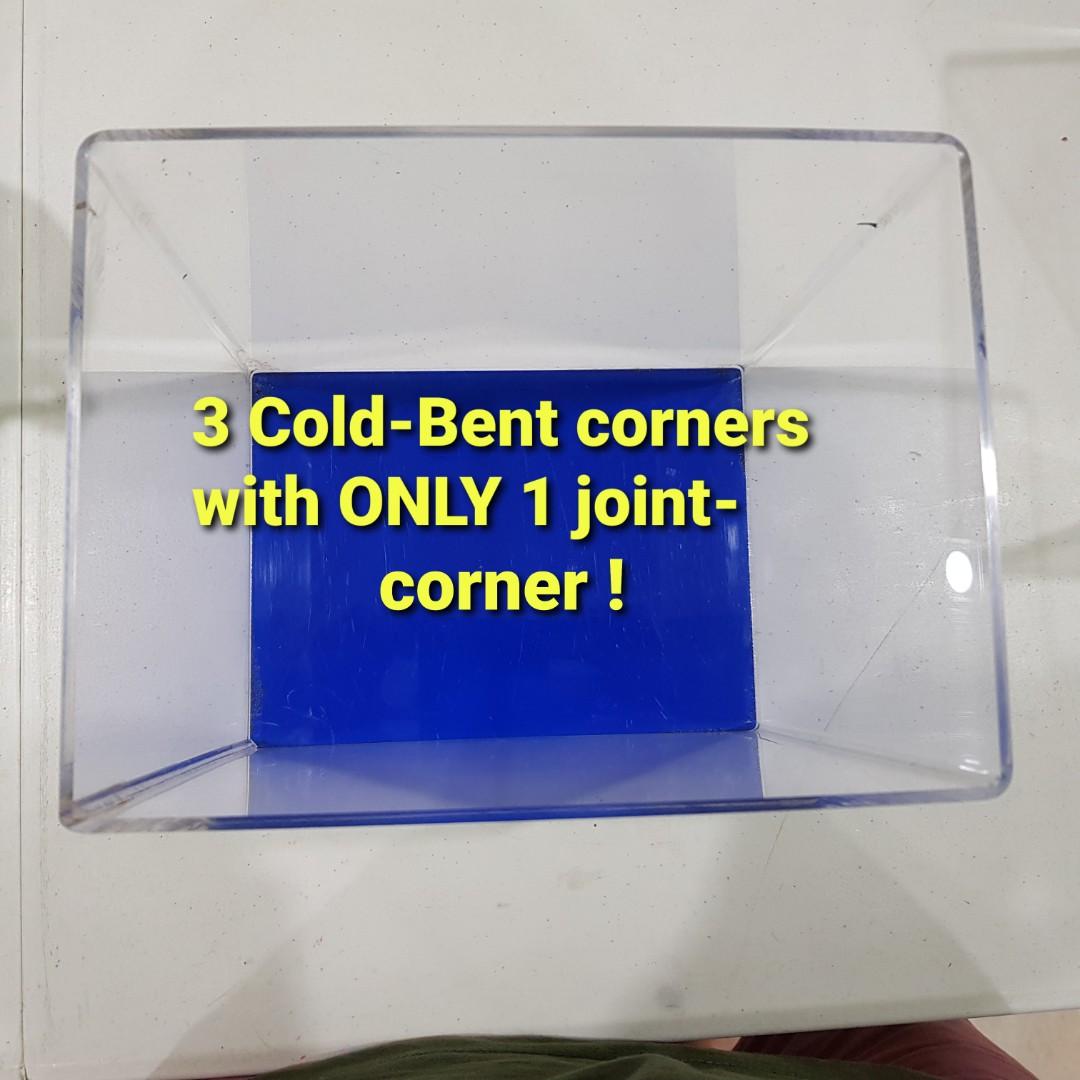 3 Cold-Bent corners
with ONLY 1 joint-
corner !